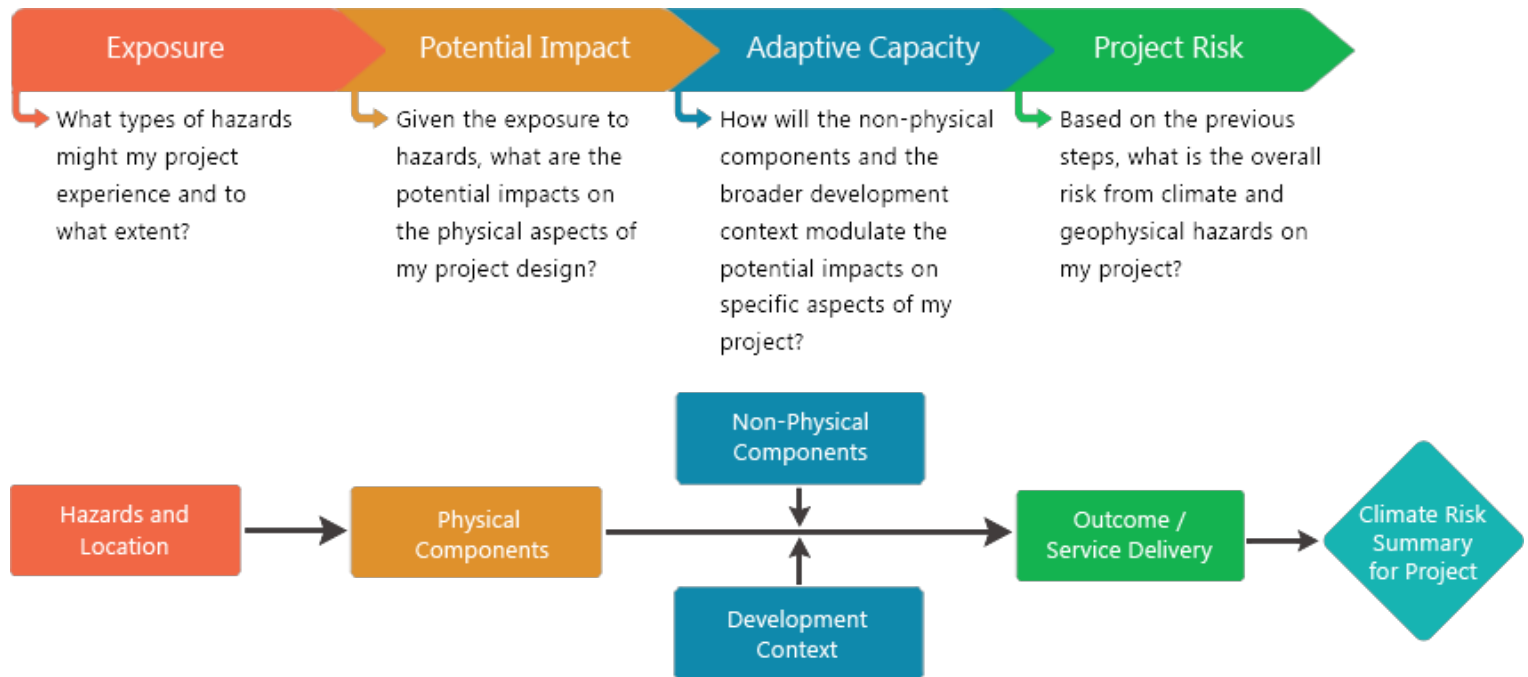 Exposure
Potential Impact
Adaptive Capacity
Project Risk
What types of hazards
might my project
experience and to
what extent?
Given the exposure to
hazards, what are the
potential impacts on
the physical aspects of
my project design?
How will the non-physical
components and the
broader development
context modulate the
potential impacts on
specific aspects of my
project?
Based on the previous
steps, what is the overall
risk from climate and
geophysical hazards on
my project?
Non-Physical
Components
Hazards and
Location
Physical
Components
Outcome /
Service Delivery
Climate Risk
Summary
for Project
Development
Context